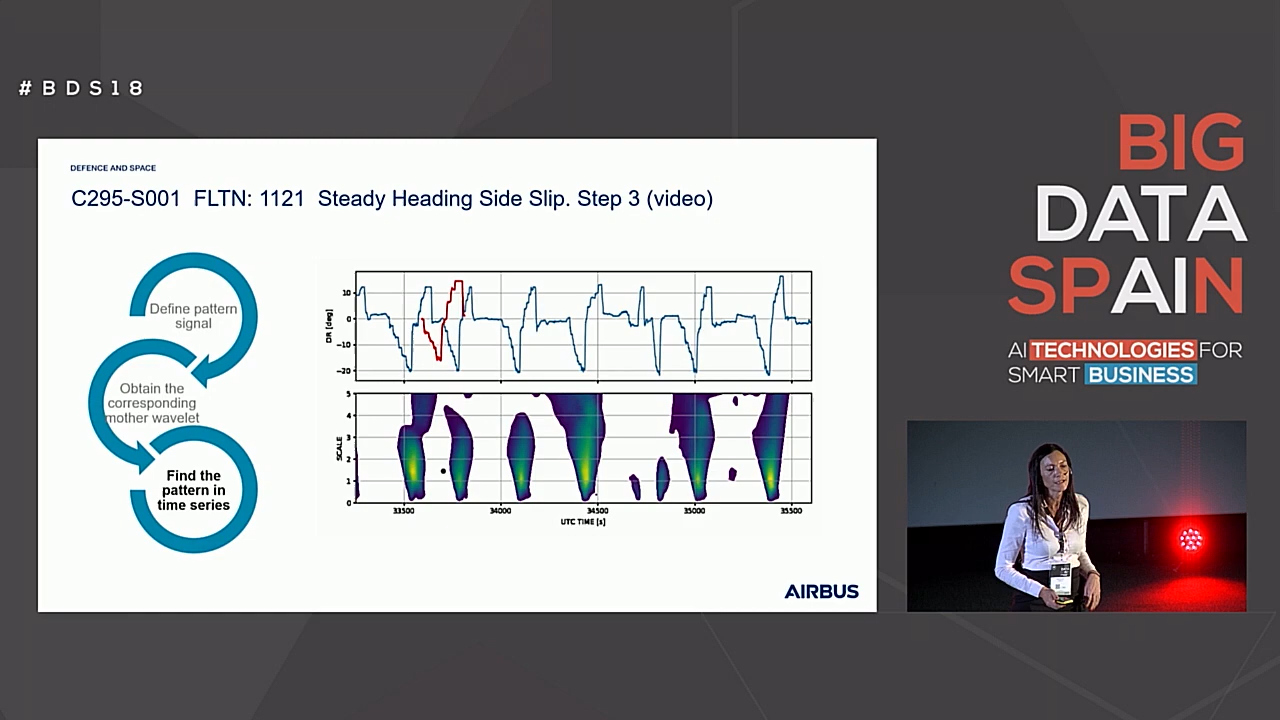 #BDS18
DEFENCE AND SPACE
C295-S001 FLTN: 1121 Steady Heading Side Slip. Step 3 (video)
Define pattern
signal
Obtain the
corresponding
mother wavelet
Find the
pattern in
time series
DR [deg]
10
0
−10
−20
SCALE
5
4
3
2
1
0
33500
34000
34500
35000
35500
UTC TIME [s]
AIRBUS
BIG
DATA
SPAIN
AI TECHNOLOGIES FOR
SMART BUSINESS